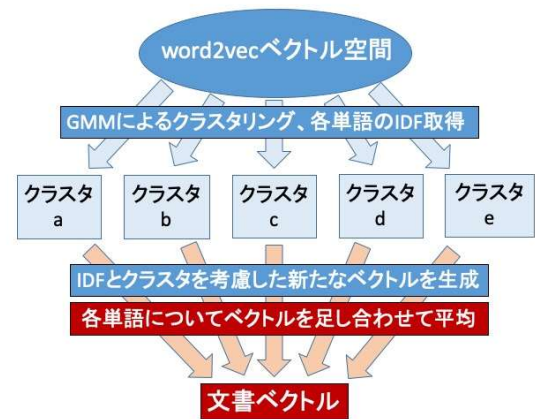 word2vecベクトル空間
GMMによるクラスタリング、各単語のIDF取得
クラスタ
a
クラスタ
b
クラスタ
c
クラスタ
d
クラスタ
e
IDFとクラスタを考慮した新たなベクトルを生成
各単語についてベクトルを足し合わせて平均
文書ベクトル